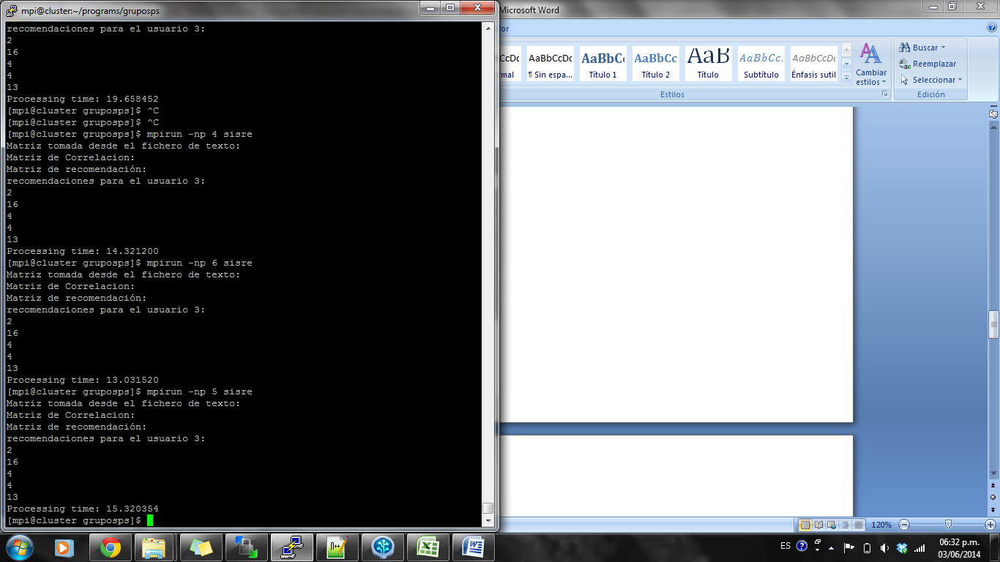 mpi@cluster:~/programs/gruposps
recomendaciones para el usuario 3:
2
16
4
4
13
Processing time: 19.658452
[mpi@cluster gruposps]$ ^C
[mpi@cluster gruposps]$ ^C
[mpi@cluster gruposps]$ mpirun -np 4 sisre
Matriz tomada desde el fichero de texto:
Matriz de Correlacion:
Matriz de recomendación:
recomendaciones para el usuario 3:
2
16
4
4
13
Processing time: 14.321200
[mpi@cluster gruposps]$ mpirun -np 6 sisre
Matriz tomada desde el fichero de texto:
Matriz de Correlacion:
Matriz de recomendación:
recomendaciones para el usuario 3:
2
16
4
4
13
Processing time: 13.031520
[mpi@cluster gruposps]$ mpirun -np 5 sisre
Matriz tomada desde el fichero de texto:
Matriz de Correlacion:
Matriz de recomendación:
recomendaciones para el usuario 3:
2
16
4
4
13
Processing time: 15.320354
[mpi@cluster gruposps]$
Microsoft Word
or
bCcDc AaBbCcDc AaBbCc AaBbCc AaB AaBbCc. AaBbCcDc
mal ¶ Sin espa... Título 1 Título 2 Título Subtítulo Énfasis sutil
Cambiar
estilos
Estilos
Buscar
Reemplazar
Seleccionar
Edición
120%
ES
06:32 p.m.
03/06/2014